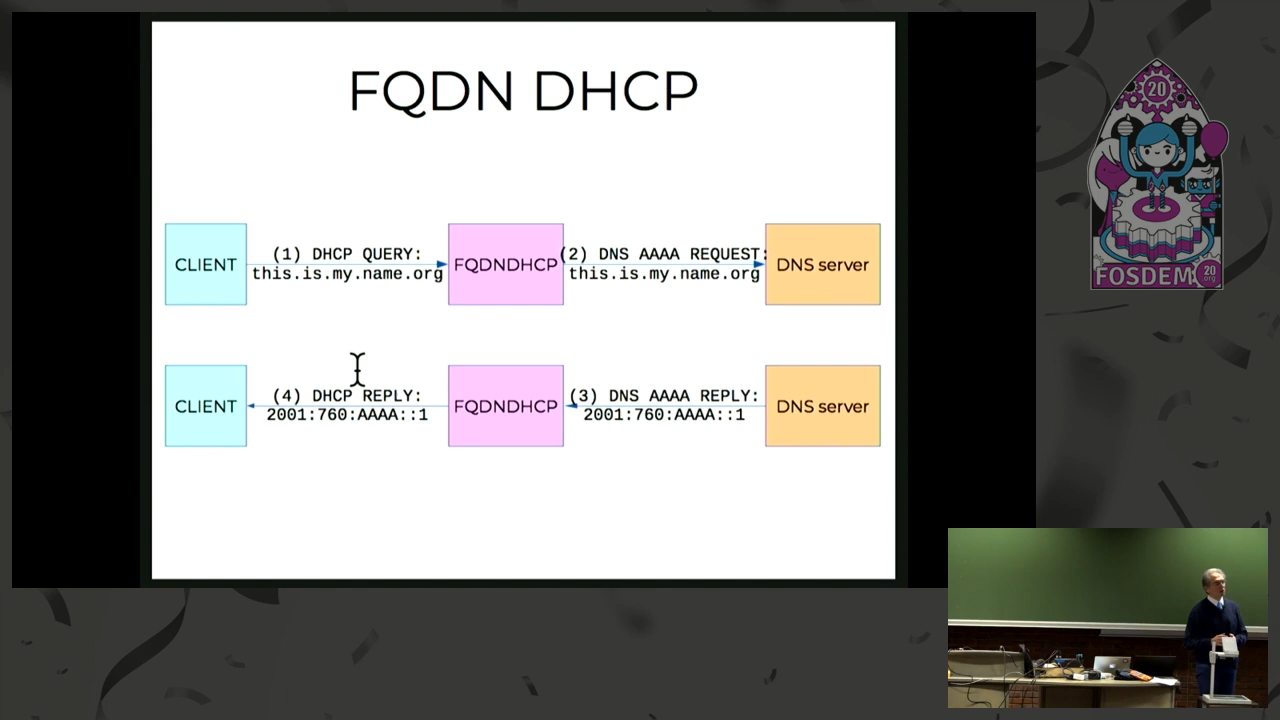 FQDN DHCP
CLIENT
(1) DHCP QUERY:
this.is.my.name.org
FQDNDHCP
(2) DNS AAAA REQUEST:
this.is.my.name.org
DNS server
CLIENT
(4) DHCP REPLY:
2001:760:AAAA::1
FQDNDHCP
(3) DNS AAAA REPLY:
2001:760:AAAA::1
DNS server
20
FOSDEM
20
org